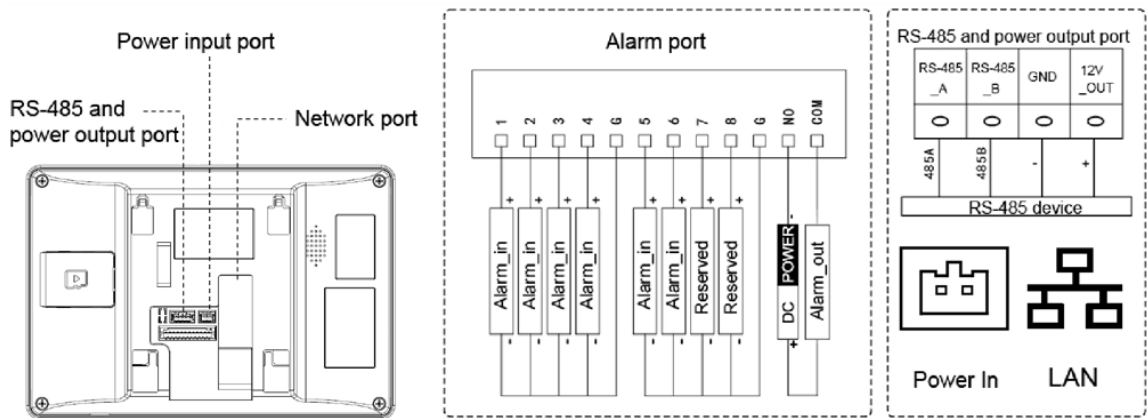 Power input port
RS-485 and
power output port
Network port
Alarm port
1 2 3 4 G 5 6 7 8 G NO COM
+ + + + + + + + -
Alarm_in Alarm_in Alarm_in Alarm_in Alarm_in Alarm_in Reserved Reserved DC POWER Alarm_out
- - - - - - - - +
RS-485 and power output port
RS-485 RS-485 GND 12V
_A _B _OUT
485A 485B - +
RS-485 device
Power In LAN